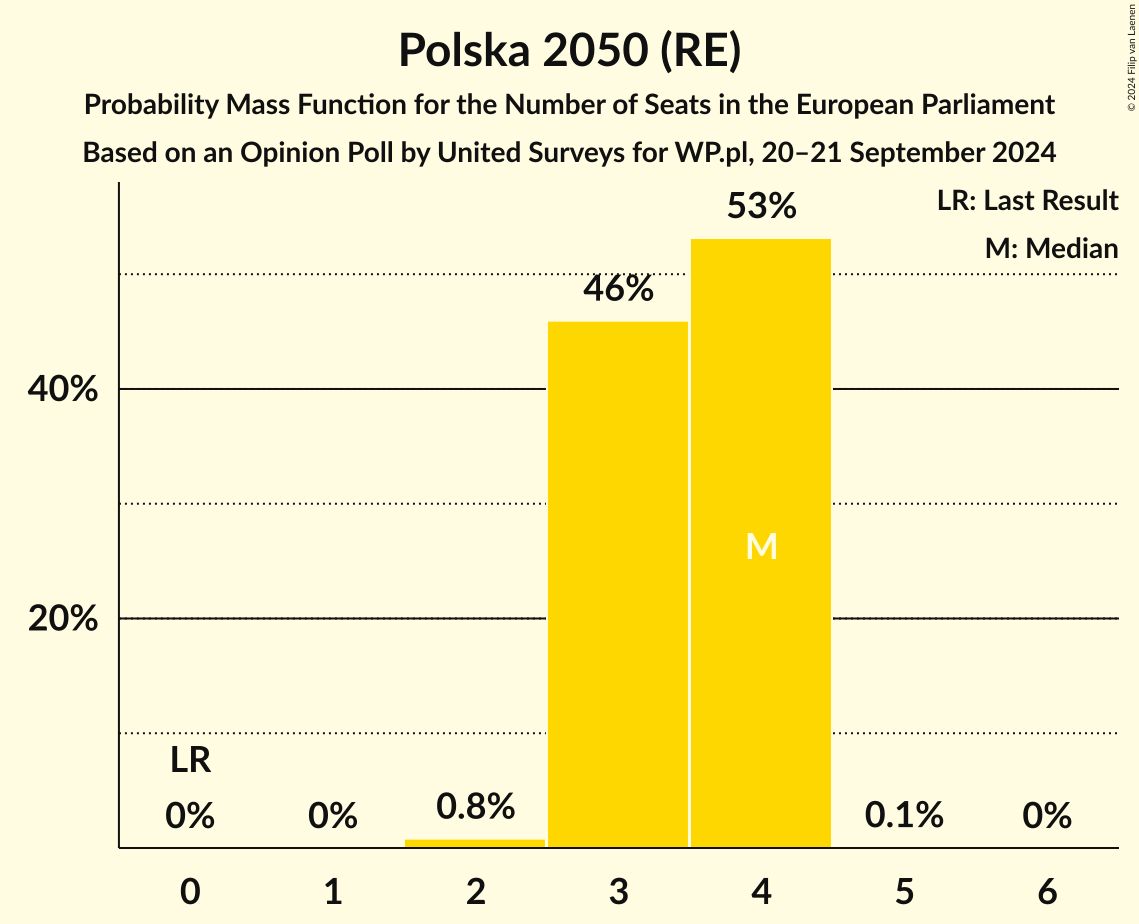 Polska 2050 (RE)
Probability Mass Function for the Number of Seats in the European Parliament
Based on an Opinion Poll by United Surveys for WP.pl, 20–21 September 2024
© 2024 Filip van Laenen
LR: Last Result
M: Median
53%
46%
40%
M
20%
LR
0%
0%
0.8%
0.1%
0%
0
1
2
3
4
5
6